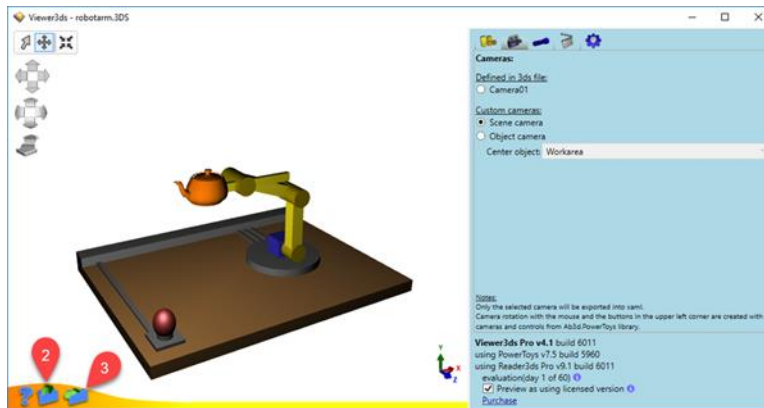 Viewer3ds - robotarm.3DS
Cameras:
Defined in 3ds file:
Camera01
Custom cameras:
Scene camera
Object camera
Center object: Workarea
Notes:
Only the selected camera will be exported into xaml.
Camera rotation with the mouse and the buttons in the upper left corner are created with
cameras and controls from Ab3d.PowerToys library.
Viewer3ds Pro v4.1 build 6011
using PowerToys v7.5 build 5960
using Reader3ds Pro v9.1 build 6011
evaluation(day 1 of 60)
Preview as using licensed version
Purchase
Y
X
Z
2
3
?